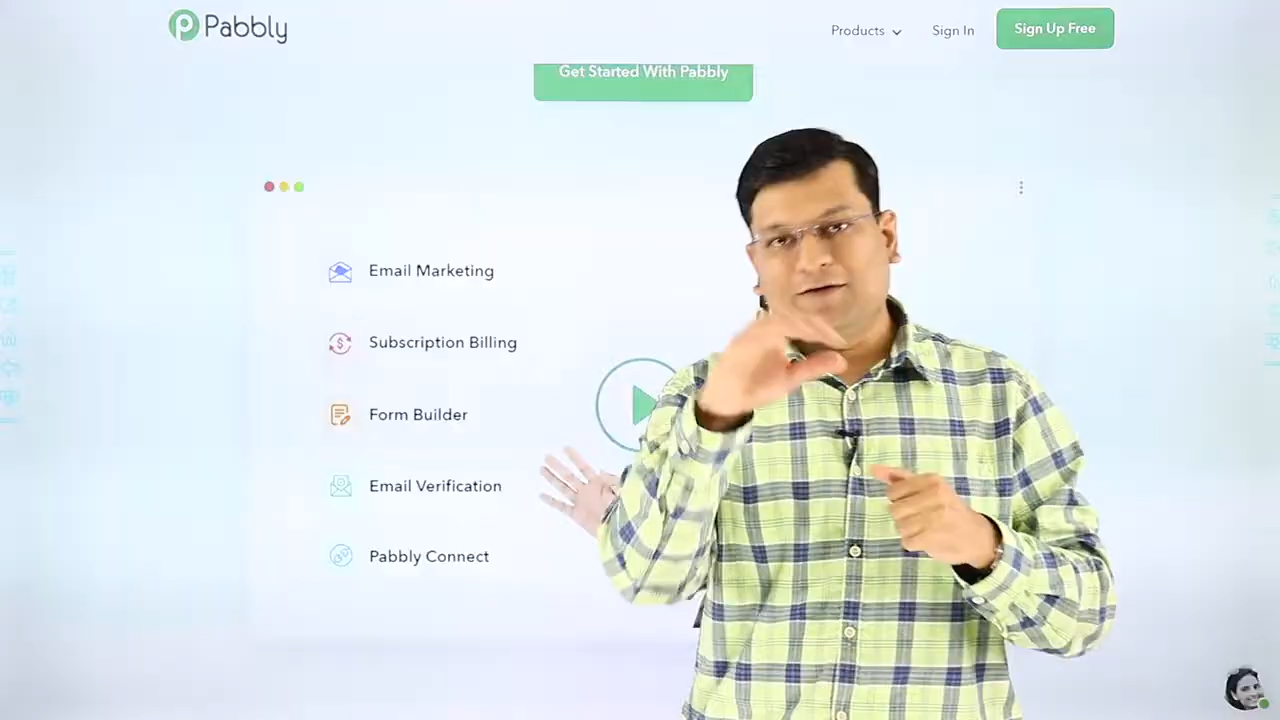 Pabbly
Products
Sign In
Sign Up Free
Get Started With Pabbly
Email Marketing
Subscription Billing
Form Builder
Email Verification
Pabbly Connect